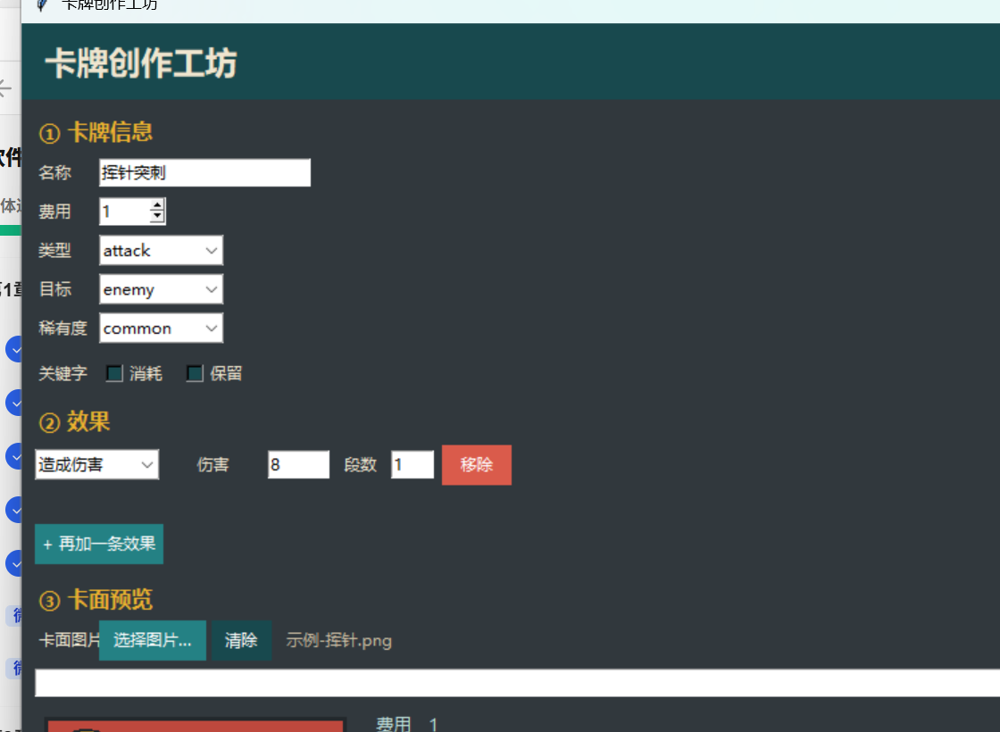 卡牌创作工坊
卡牌创作工坊
① 卡牌信息
名称 挥针突刺
费用 1
类型 attack
目标 enemy
稀有度 common
关键字 消耗 保留
② 效果
造成伤害 伤害 8 段数 1 移除
+ 再加一条效果
③ 卡面预览
卡面图片 选择图片... 清除 示例-挥针.png
费用 1